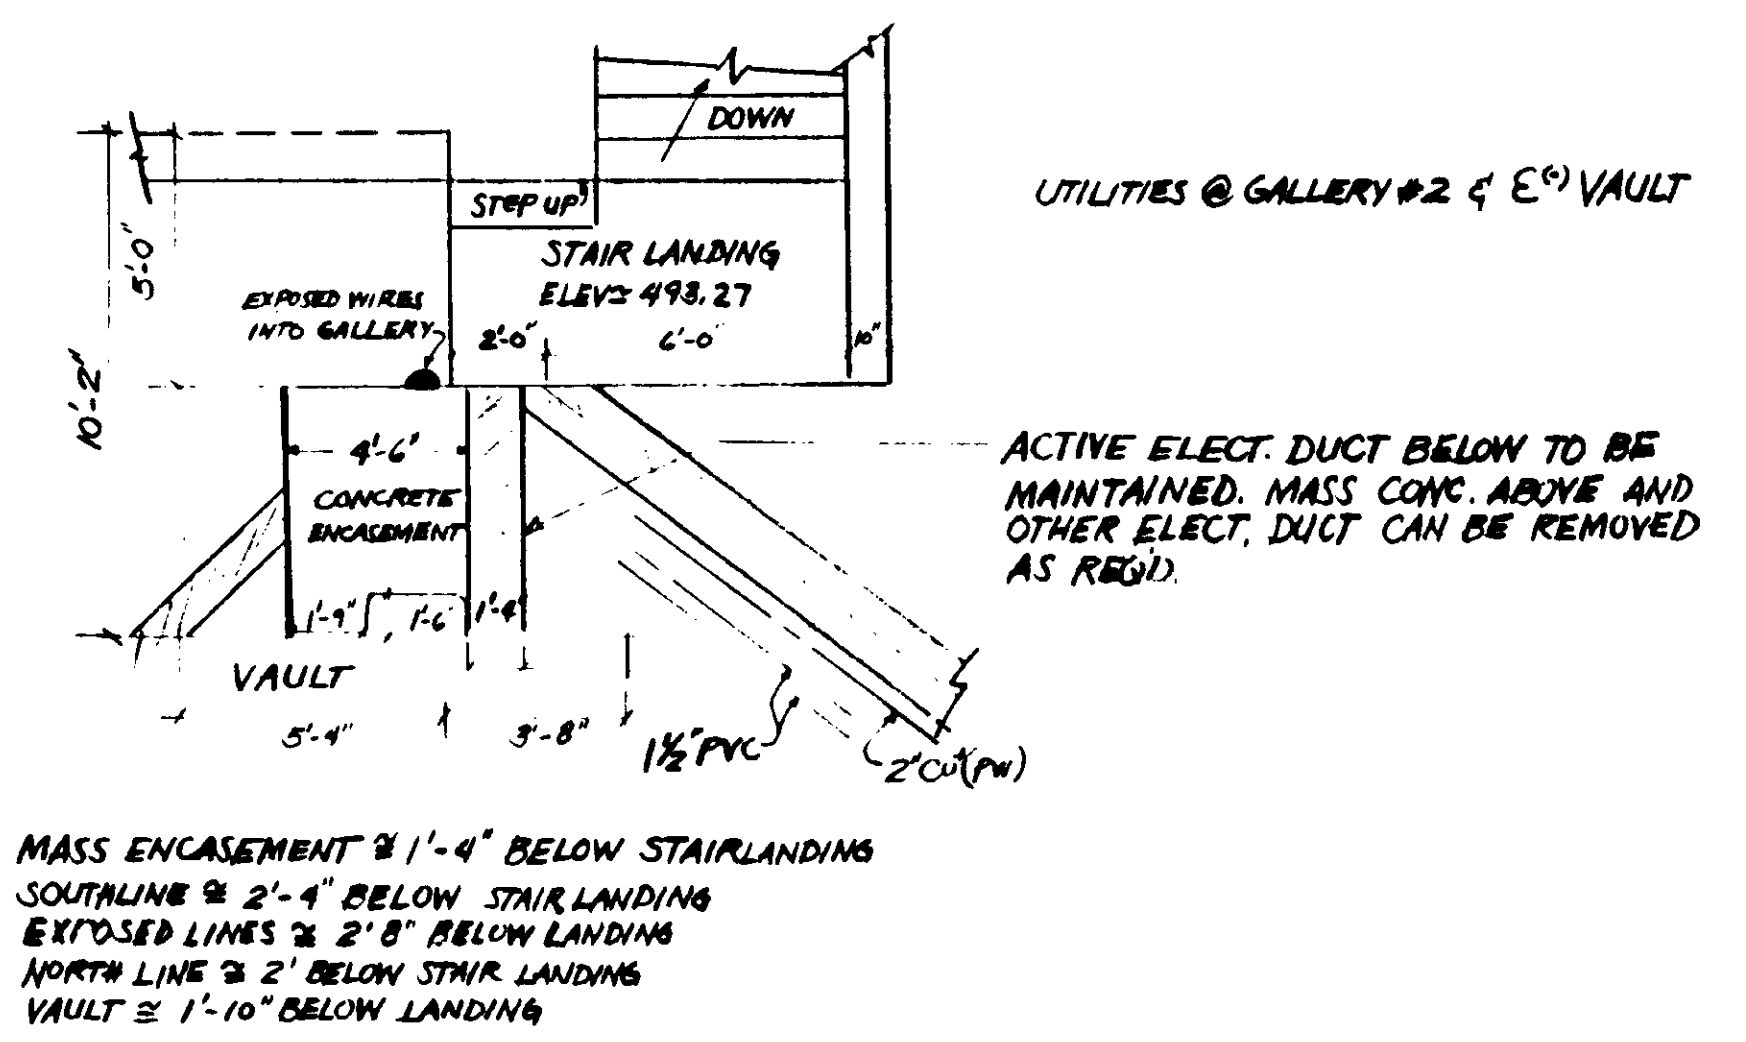 DOWN
UTILITIES @ GALLERY #2 & E(-) VAULT
STEP UP
STAIR LANDING
ELEV≅ 498.27
5'-0"
EXPOSED WIRES
INTO GALLERY
2'-0"
6'-0"
10"
10'-2"
4'-6"
ACTIVE ELECT. DUCT BELOW TO BE
MAINTAINED. MASS CONC. ABOVE AND
OTHER ELECT. DUCT CAN BE REMOVED
AS REQ'D.
CONCRETE
ENCASEMENT
1'-9"
1'-6"
1'-4"
VAULT
5'-4"
3'-8"
1½" PVC
2"CU(PW)
MASS ENCASEMENT ≅ 1'-4" BELOW STAIRLANDING
SOUTHLINE ≅ 2'-4" BELOW STAIR LANDING
EXPOSED LINES ≅ 2'8" BELOW LANDING
NORTH LINE ≅ 2' BELOW STAIR LANDING
VAULT ≅ 1'-10" BELOW LANDING